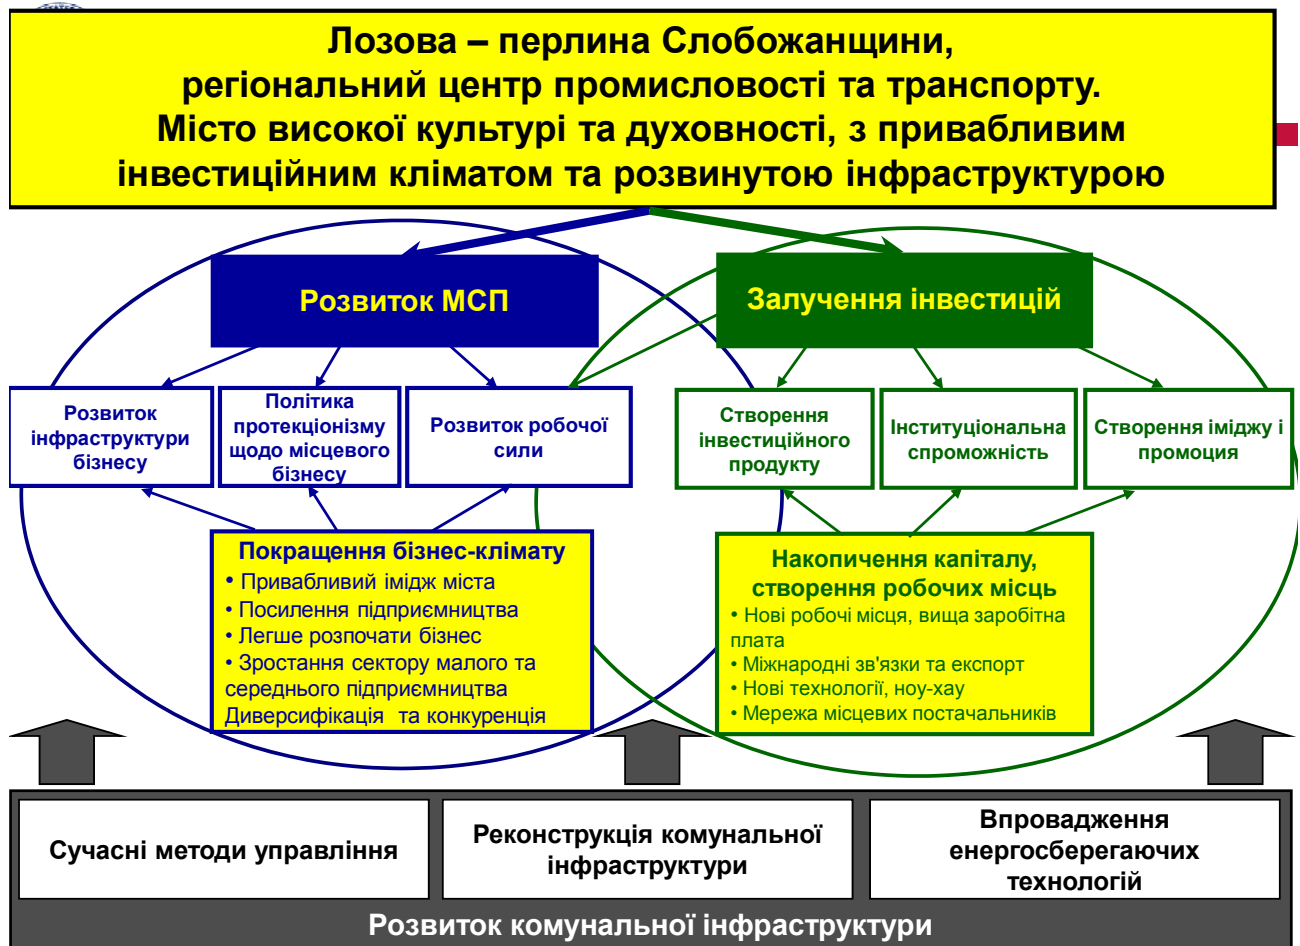 Лозова – перлина Слобожанщини,
регіональний центр промисловості та транспорту.
Місто високої культурі та духовності, з привабливим
інвестиційним кліматом та розвинутою інфраструктурою
Розвиток МСП
Залучення інвестицій
Розвиток
інфраструктури
бізнесу
Політика
протекціонізму
щодо місцевого
бізнесу
Розвиток робочої
сили
Створення
інвестиційного
продукту
Інституціональна
спроможність
Створення іміджу і
промоция
Покращення бізнес-клімату
• Привабливий імідж міста
• Посилення підприємництва
• Легше розпочати бізнес
• Зростання сектору малого та
середнього підприємництва
Диверсифікація та конкуренція
Накопичення капіталу,
створення робочих місць
• Нові робочі місця, вища заробітна
плата
• Міжнародні зв'язки та експорт
• Нові технології, ноу-хау
• Мережа місцевих постачальників
Сучасні методи управління
Реконструкція комунальної
інфраструктури
Впровадження
енергосберегаючих
технологій
Розвиток комунальної інфраструктури